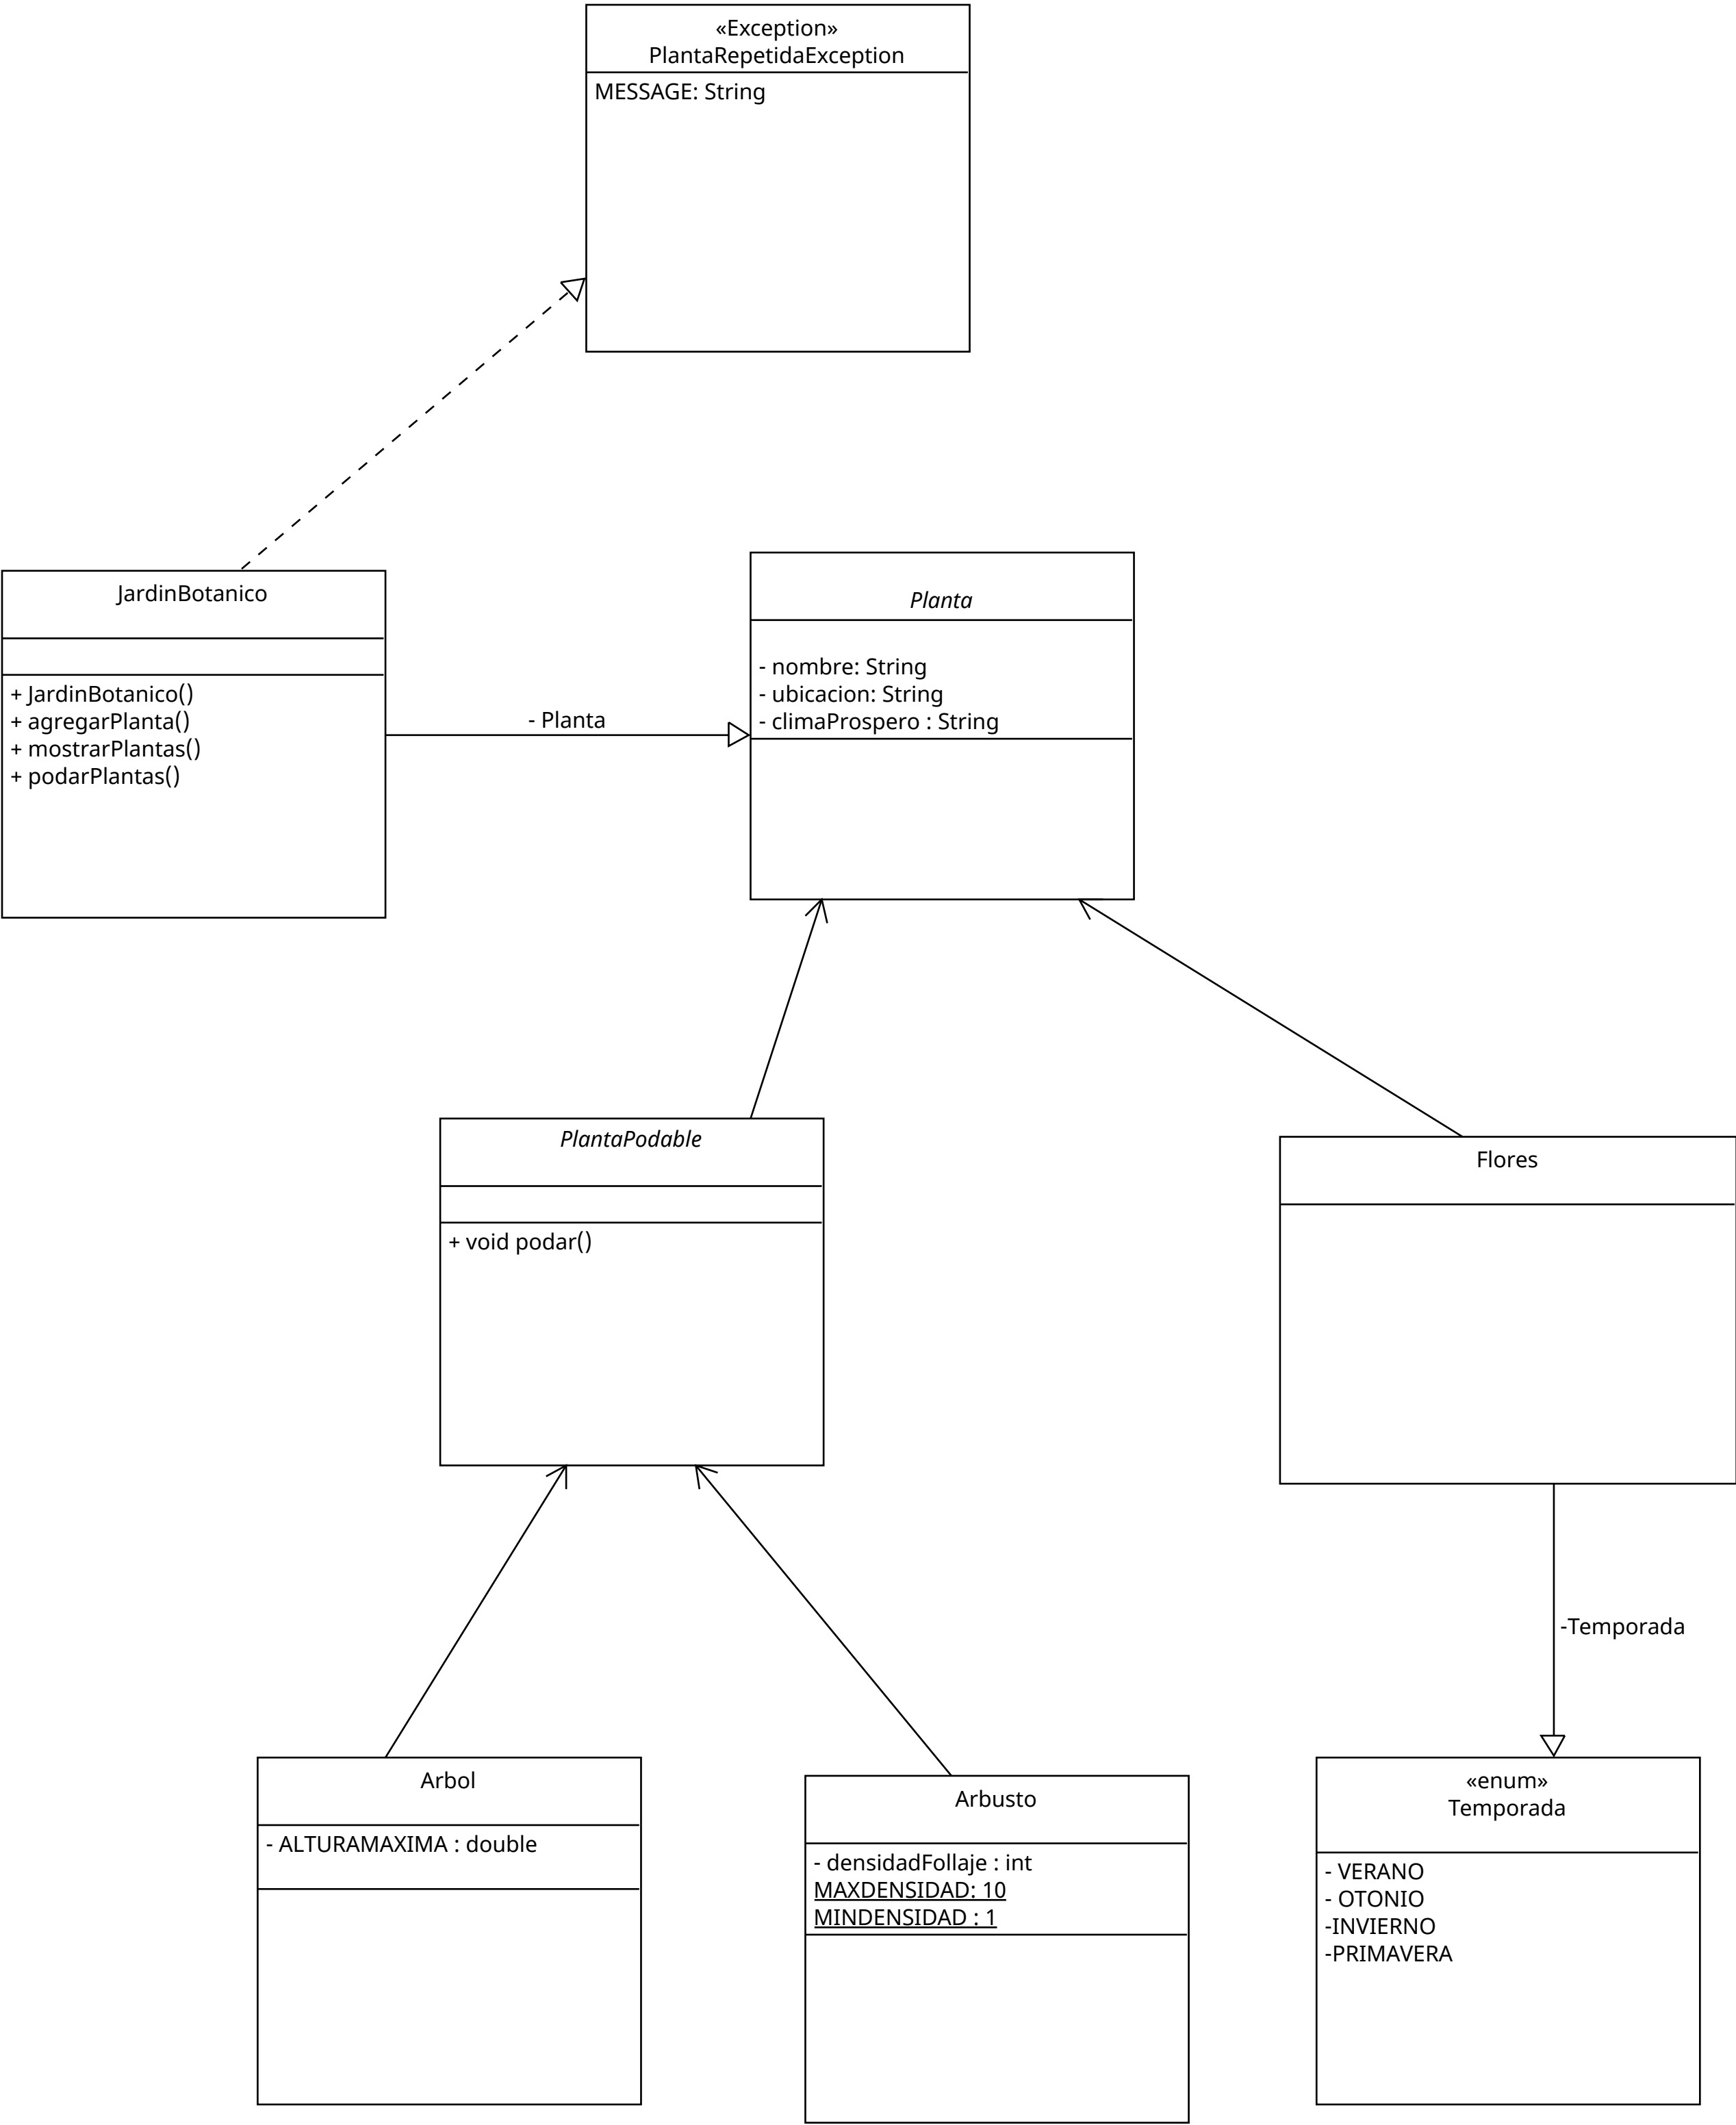 «Exception»
PlantaRepetidaException
MESSAGE: String
JardinBotanico
+ JardinBotanico()
+ agregarPlanta()
+ mostrarPlantas()
+ podarPlantas()
- Planta
Planta
- nombre: String
- ubicacion: String
- climaProspero : String
PlantaPodable
+ void podar()
Flores
-Temporada
Arbol
- ALTURAMAXIMA : double
Arbusto
- densidadFollaje : int
MAXDENSIDAD: 10
MINDENSIDAD : 1
«enum»
Temporada
- VERANO
- OTONIO
-INVIERNO
-PRIMAVERA